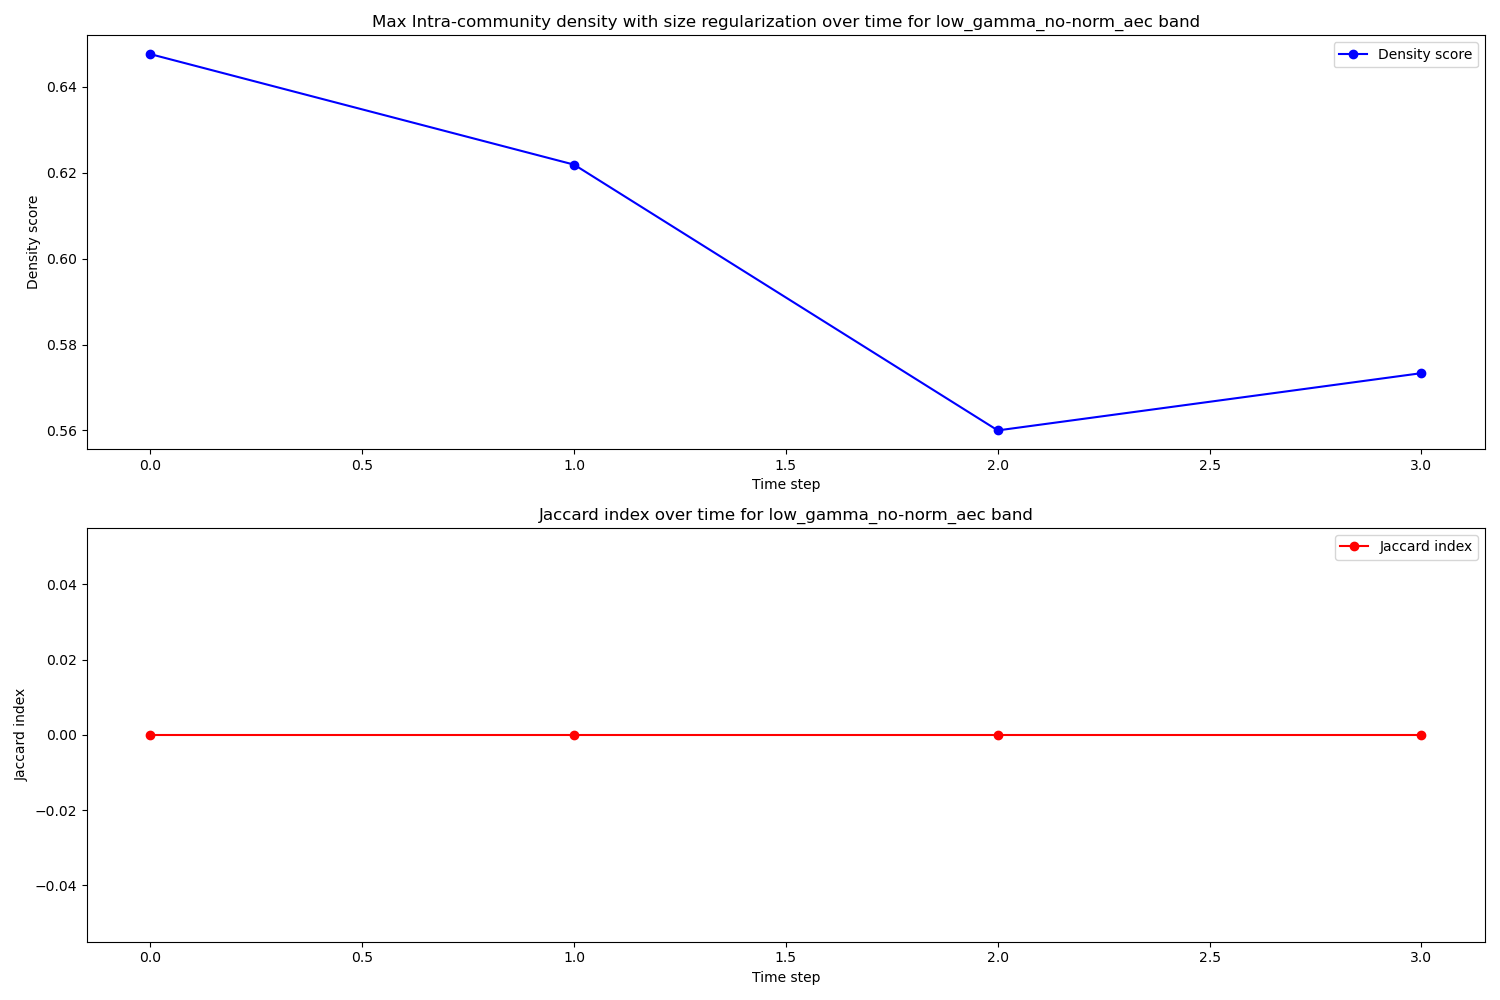 Max Intra-community density with size regularization over time for low_gamma_no-norm_aec band
Density score
0.64
0.62
0.60
0.58
0.56
Density score
0.0 0.5 1.0 1.5 2.0 2.5 3.0
Time step
Jaccard index over time for low_gamma_no-norm_aec band
Jaccard index
0.04
0.02
0.00
−0.02
−0.04
Jaccard index
0.0 0.5 1.0 1.5 2.0 2.5 3.0
Time step